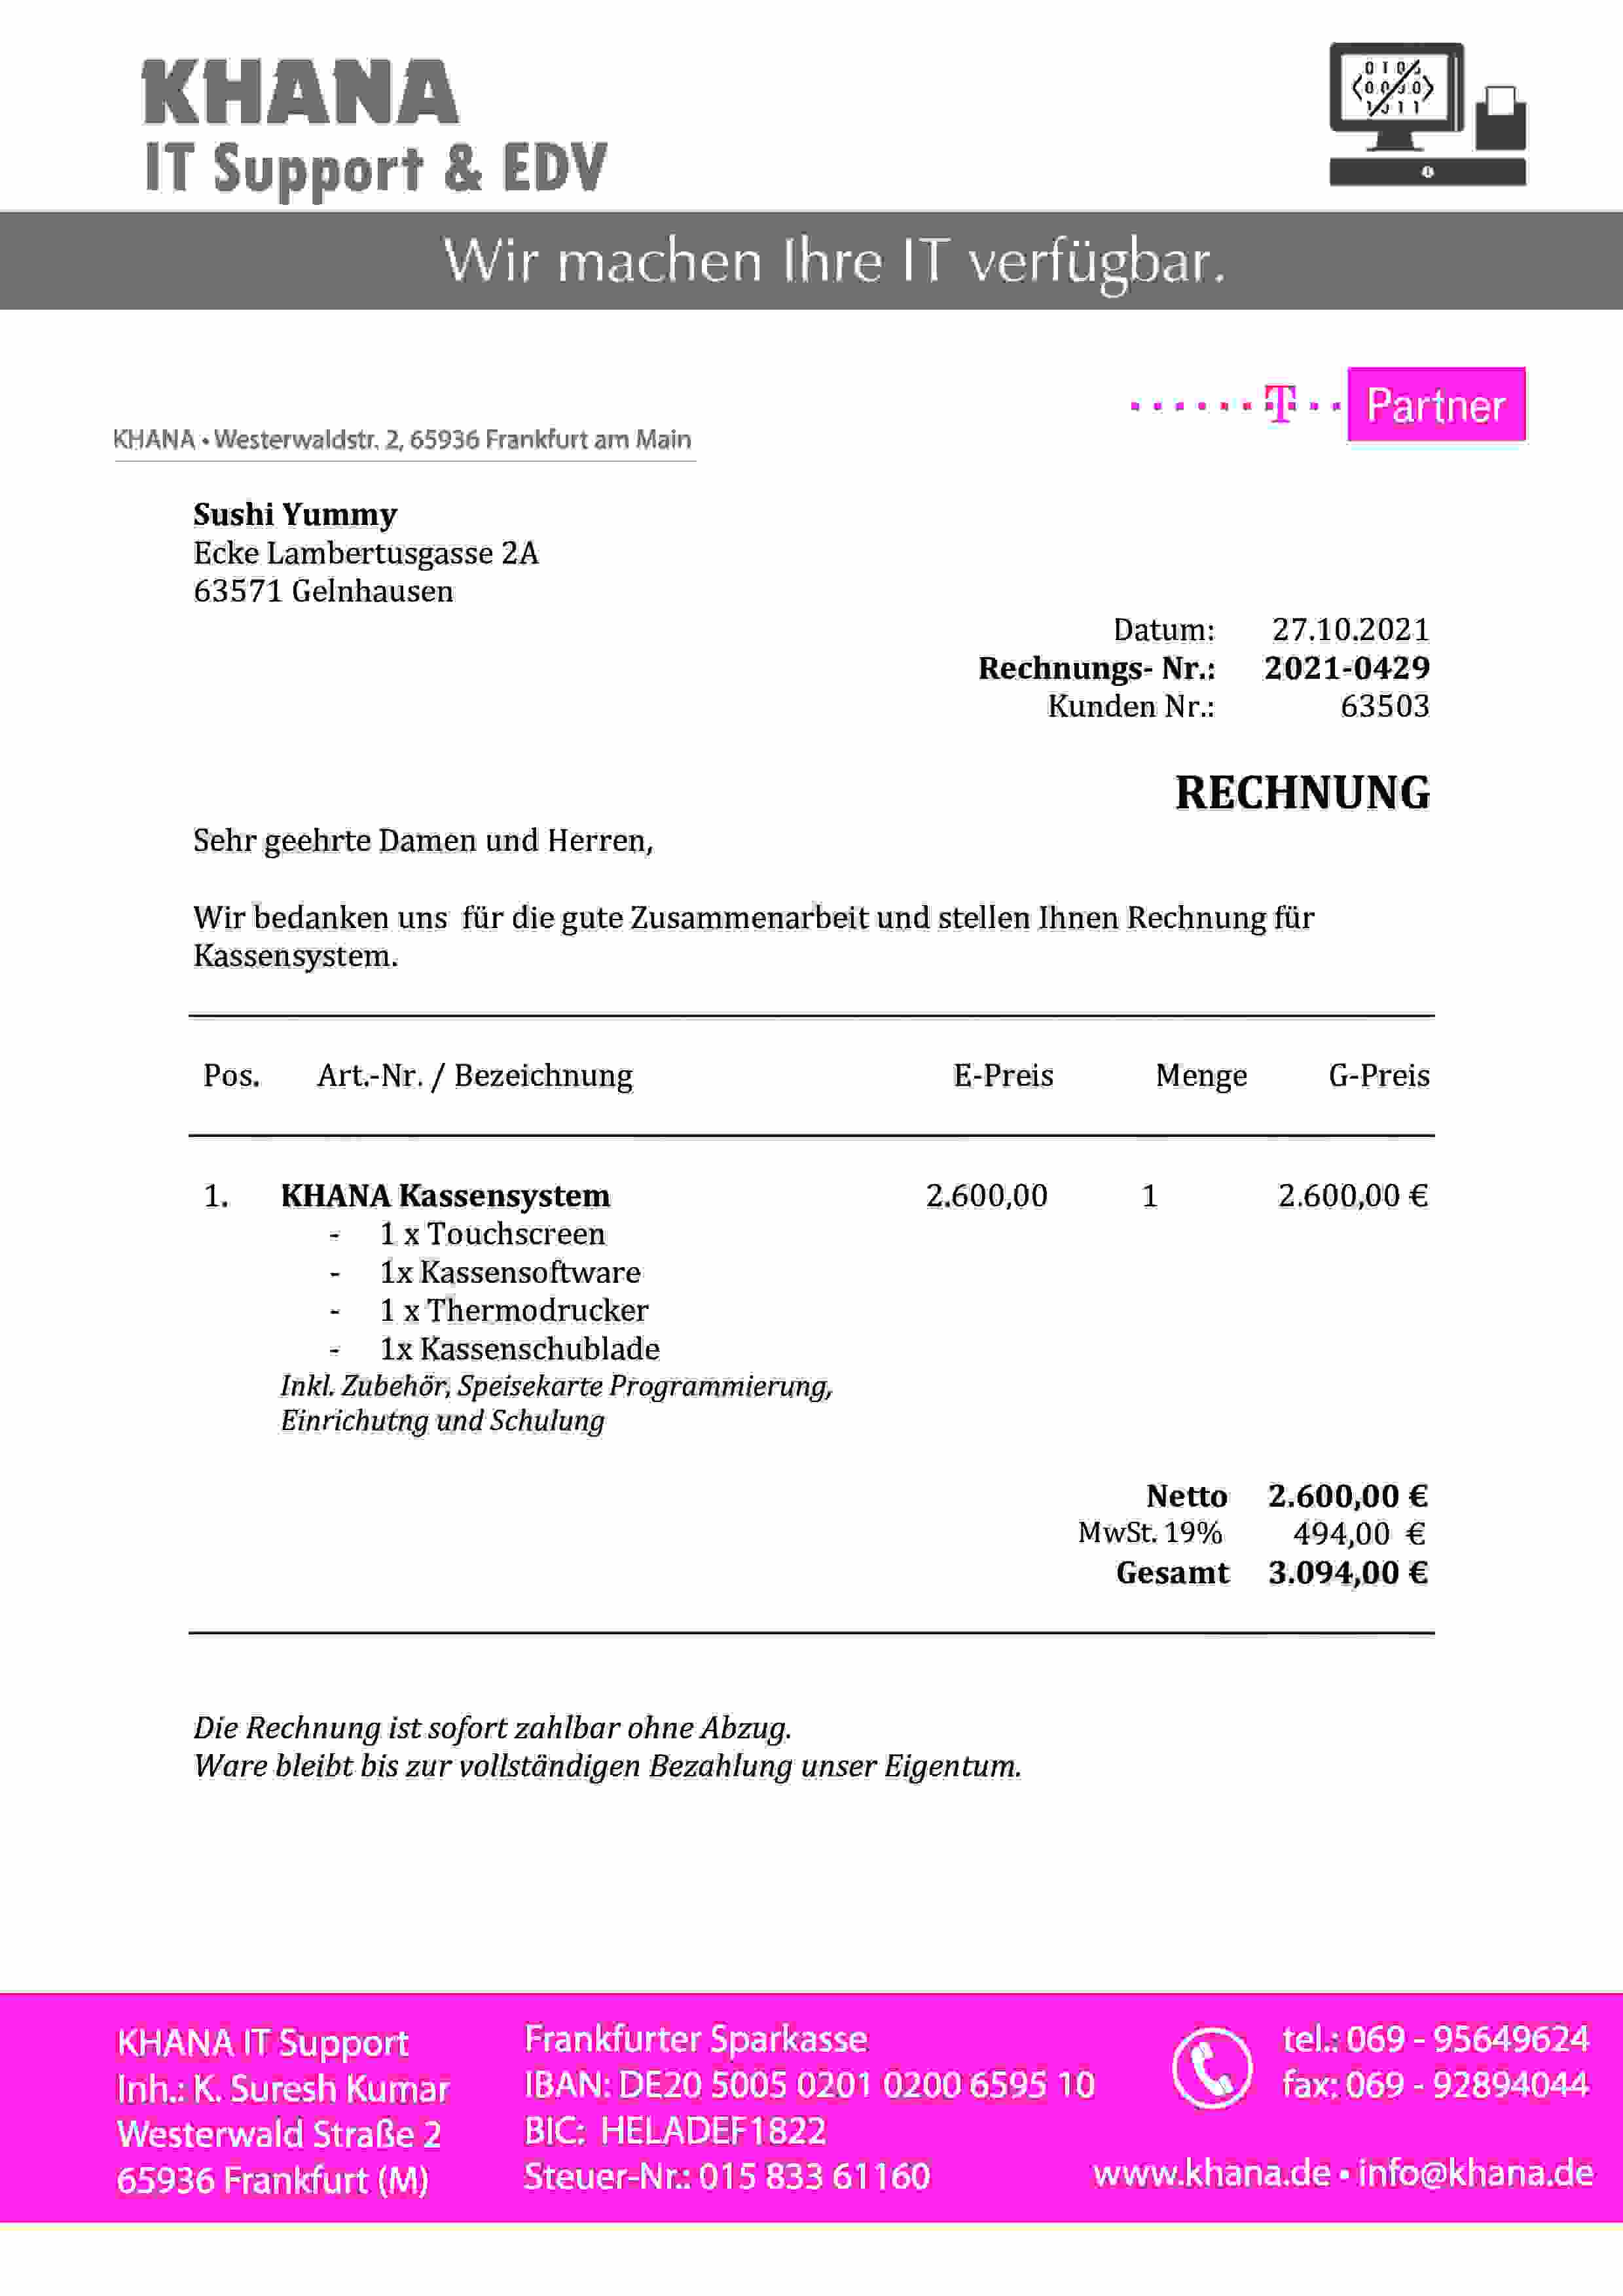 KHANA
IT Support & EDV
Wir machen Ihre IT verfügbar.
T Partner
KHANA • Westerwaldstr. 2, 65936 Frankfurt am Main
Sushi Yummy
Ecke Lambertusgasse 2A
63571 Gelnhausen
Datum: 27.10.2021
Rechnungs- Nr.: 2021-0429
Kunden Nr.: 63503
RECHNUNG
Sehr geehrte Damen und Herren,
Wir bedanken uns für die gute Zusammenarbeit und stellen Ihnen Rechnung für
Kassensystem.
Pos. Art.-Nr. / Bezeichnung E-Preis Menge G-Preis
1. KHANA Kassensystem 2.600,00 1 2.600,00 €
- 1 x Touchscreen
- 1x Kassensoftware
- 1 x Thermodrucker
- 1x Kassenschublade
Inkl. Zubehör, Speisekarte Programmierung,
Einrichutng und Schulung
Netto 2.600,00 €
MwSt. 19% 494,00 €
Gesamt 3.094,00 €
Die Rechnung ist sofort zahlbar ohne Abzug.
Ware bleibt bis zur vollständigen Bezahlung unser Eigentum.
KHANA IT Support
Inh.: K. Suresh Kumar
Westerwald Straße 2
65936 Frankfurt (M)
Frankfurter Sparkasse
IBAN: DE20 5005 0201 0200 6595 10
BIC: HELADEF1822
Steuer-Nr.: 015 833 61160
tel.: 069 - 95649624
fax: 069 - 92894044
www.khana.de • info@khana.de